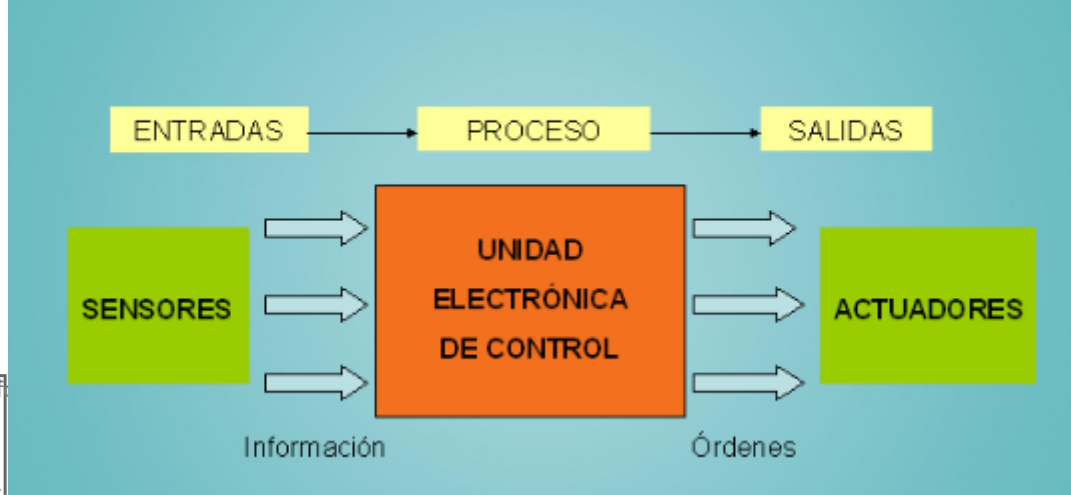 ENTRADAS
PROCESO
SALIDAS
SENSORES
UNIDAD
ELECTRÓNICA
DE CONTROL
ACTUADORES
Información
Órdenes